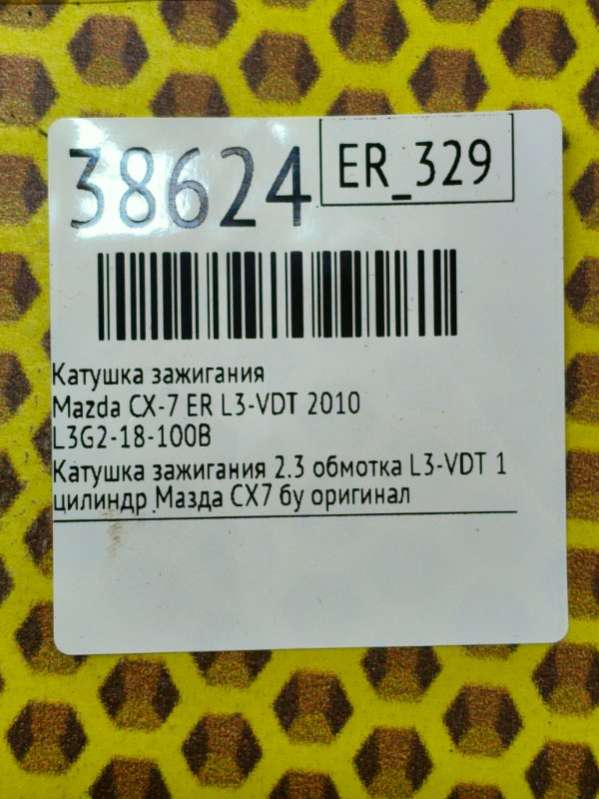 38624
ER_329
Катушка зажигания
Mazda CX-7 ER L3-VDT 2010
L3G2-18-100B
Катушка зажигания 2.3 обмотка L3-VDT 1
цилиндр Мазда СХ7 бу оригинал